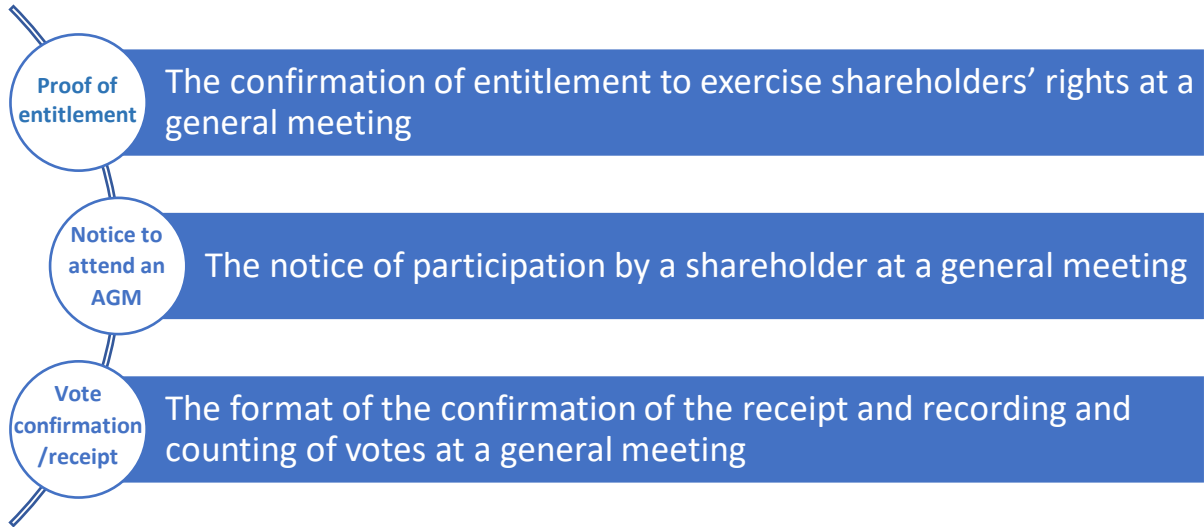 Proof of
entitlement
The confirmation of entitlement to exercise shareholders’ rights at a
general meeting
Notice to
attend an
AGM
The notice of participation by a shareholder at a general meeting
Vote
confirmation
/receipt
The format of the confirmation of the receipt and recording and
counting of votes at a general meeting